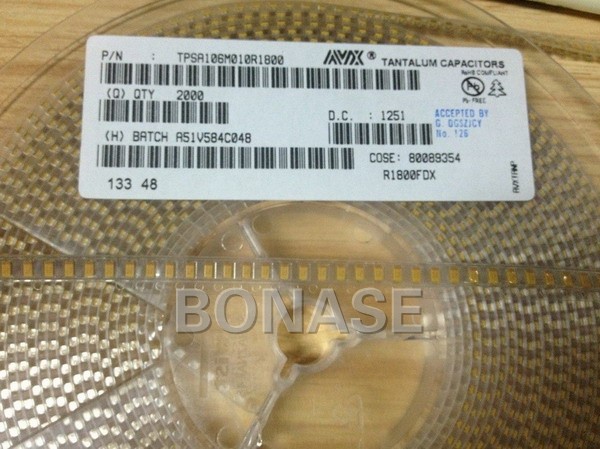 P/N : TPSA106M010R1800
AVX ® TANTALUM CAPACITORS
RoHS COMPLIANT
Pb-FREE
(Q) QTY 2000
D.C. : 1251
ACCEPTED BY
G. DGSZJCY
No. 126
(H) BATCH A51V584C048
COSE: 80089354
133 48
R1800FDX
BONASE